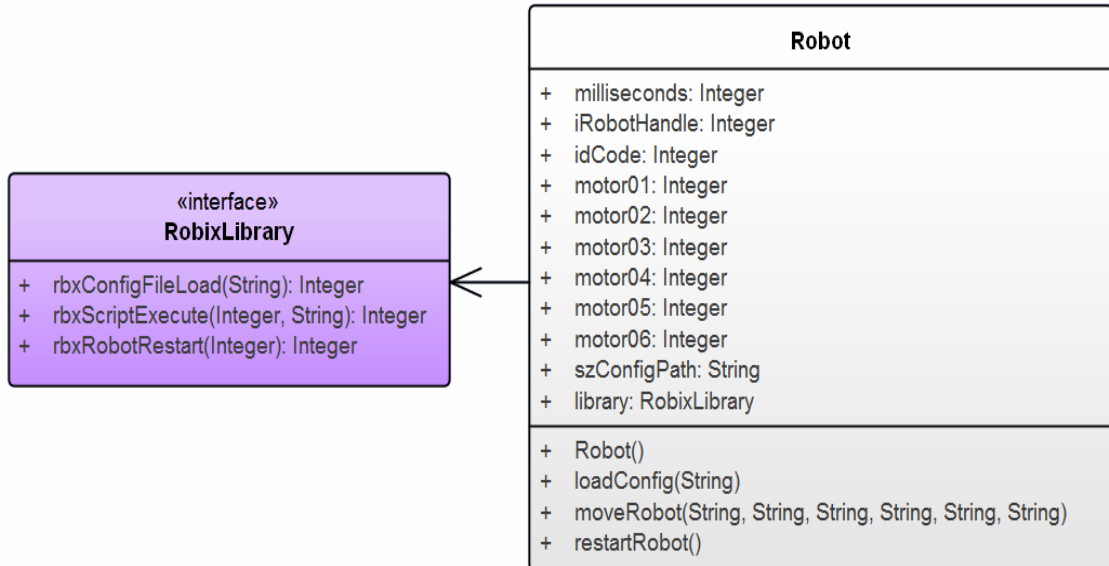 «interface»
RobixLibrary
+ rbxConfigFileLoad(String): Integer
+ rbxScriptExecute(Integer, String): Integer
+ rbxRobotRestart(Integer): Integer
Robot
+ milliseconds: Integer
+ iRobotHandle: Integer
+ idCode: Integer
+ motor01: Integer
+ motor02: Integer
+ motor03: Integer
+ motor04: Integer
+ motor05: Integer
+ motor06: Integer
+ szConfigPath: String
+ library: RobixLibrary
+ Robot()
+ loadConfig(String)
+ moveRobot(String, String, String, String, String, String)
+ restartRobot()